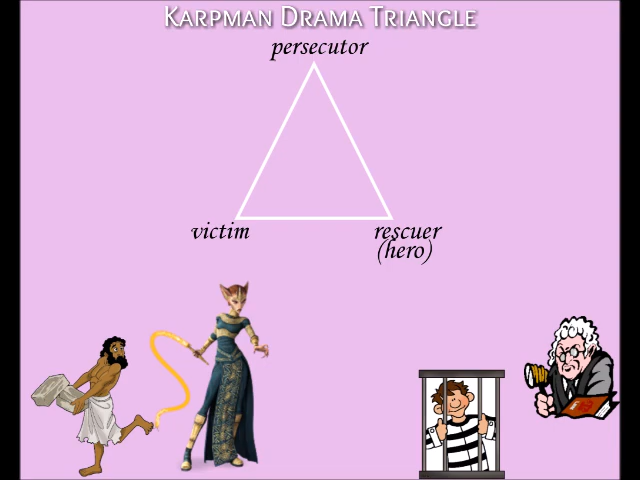 Karpman Drama Triangle
persecutor
victim
rescuer
(hero)